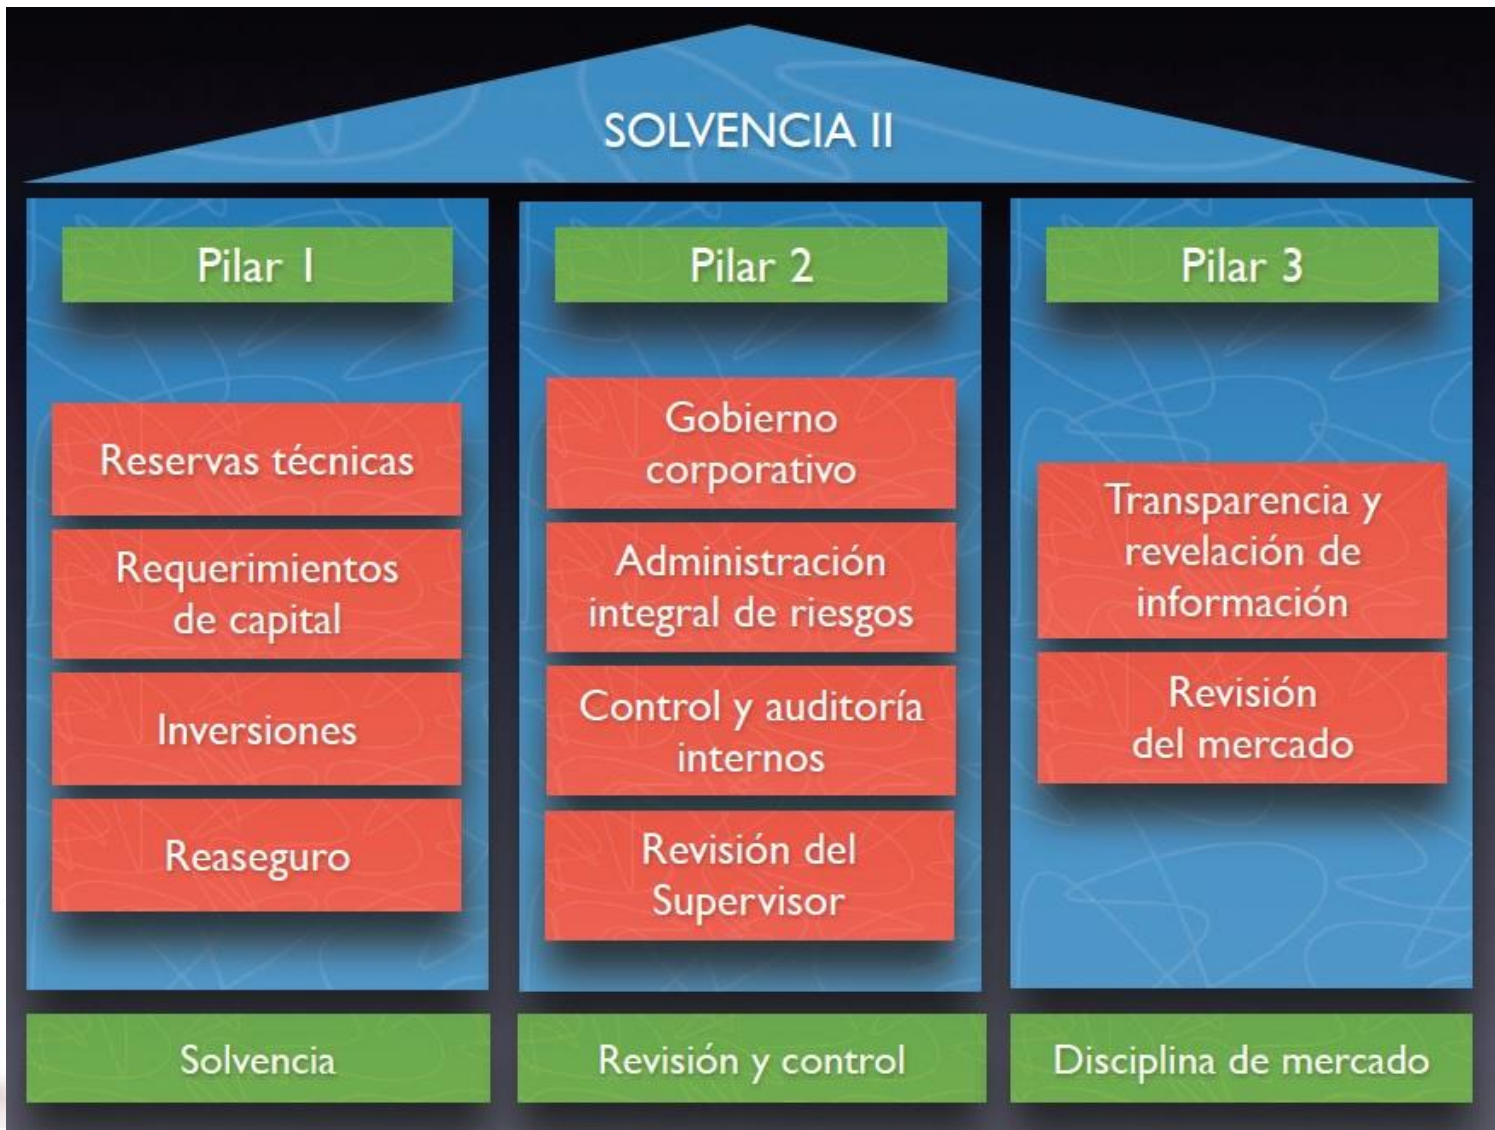 SOLVENCIA II
Pilar 1
Reservas técnicas
Requerimientos
de capital
Inversiones
Reaseguro
Solvencia
Pilar 2
Gobierno
corporativo
Administración
integral de riesgos
Control y auditoría
internos
Revisión del
Supervisor
Revisión y control
Pilar 3
Transparencia y
revelación de
información
Revisión
del mercado
Disciplina de mercado